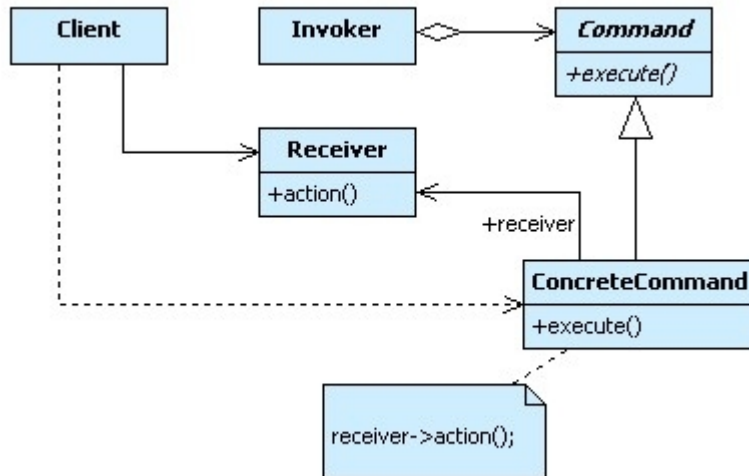 Client
Invoker
Command
+execute()
Receiver
+action()
+receiver
ConcreteCommand
+execute()
receiver->action();